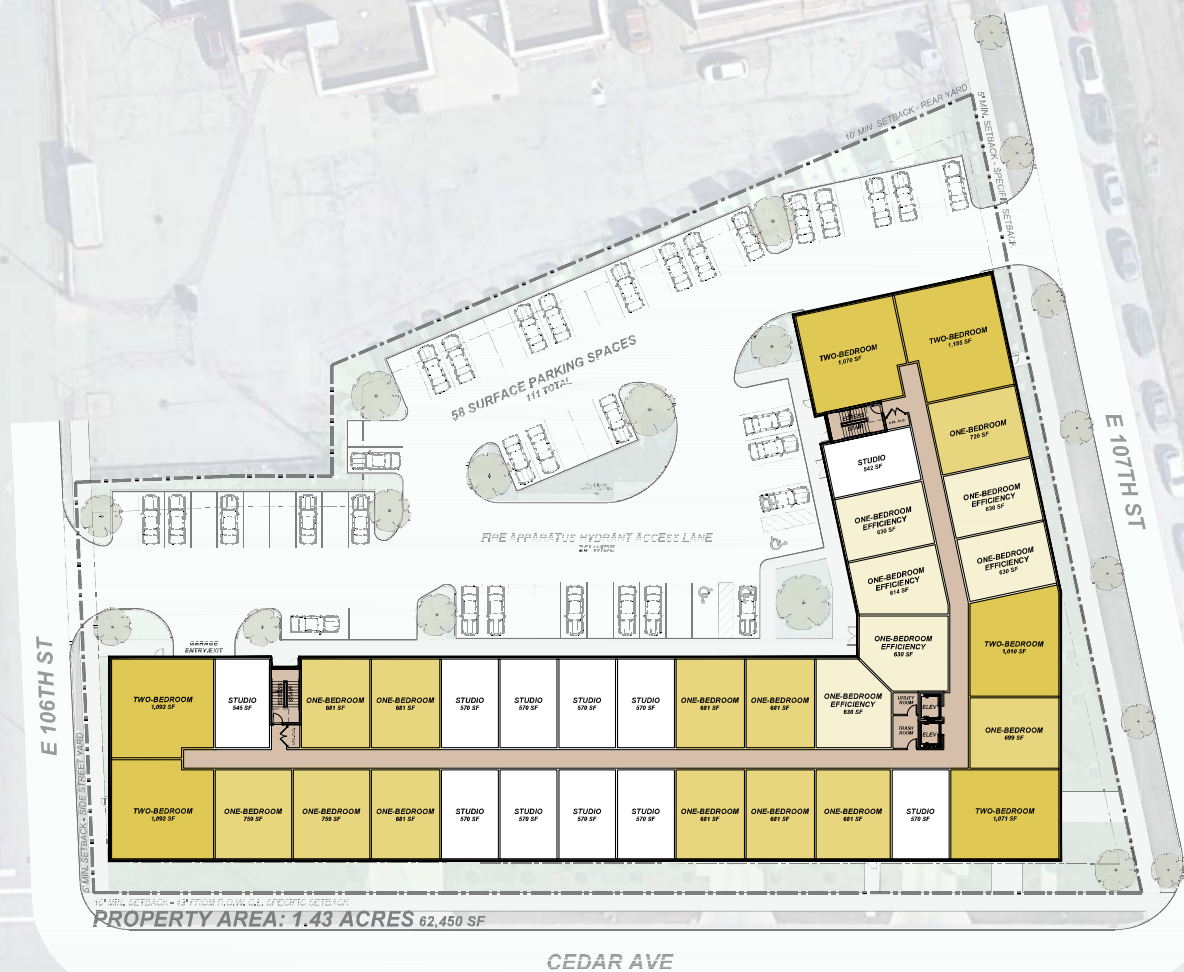 10' MIN. SETBACK - REAR YARD
5' MIN. SETBACK - SPECIFIC SETBACK
58 SURFACE PARKING SPACES
111 TOTAL
E 107TH ST
TWO-BEDROOM
1,070 SF
TWO-BEDROOM
1,185 SF
ONE-BEDROOM
720 SF
STUDIO
542 SF
ONE-BEDROOM
EFFICIENCY
630 SF
ONE-BEDROOM
EFFICIENCY
630 SF
FIRE APPARATUS HYDRANT ACCESS LANE
26' WIDE
ONE-BEDROOM
EFFICIENCY
630 SF
ONE-BEDROOM
EFFICIENCY
614 SF
ONE-BEDROOM
EFFICIENCY
630 SF
TWO-BEDROOM
1,010 SF
GARAGE
ENTRY/EXIT
E 106TH ST
TWO-BEDROOM
1,092 SF
STUDIO
545 SF
ONE-BEDROOM
681 SF
ONE-BEDROOM
681 SF
STUDIO
570 SF
STUDIO
570 SF
STUDIO
570 SF
STUDIO
570 SF
ONE-BEDROOM
681 SF
ONE-BEDROOM
681 SF
ONE-BEDROOM
EFFICIENCY
630 SF
UTILITY
ROOM
ELEV
TRASH
ROOM
ELEV
ONE-BEDROOM
699 SF
5' MIN. SETBACK - SIDE STREET YARD
TWO-BEDROOM
1,092 SF
ONE-BEDROOM
759 SF
ONE-BEDROOM
759 SF
ONE-BEDROOM
681 SF
STUDIO
570 SF
STUDIO
570 SF
STUDIO
570 SF
STUDIO
570 SF
ONE-BEDROOM
681 SF
ONE-BEDROOM
681 SF
ONE-BEDROOM
681 SF
STUDIO
570 SF
TWO-BEDROOM
1,071 SF
10' MIN. SETBACK - 43' FROM R.O.W. C.L. SPECIFIC SETBACK
PROPERTY AREA: 1.43 ACRES 62,450 SF
CEDAR AVE